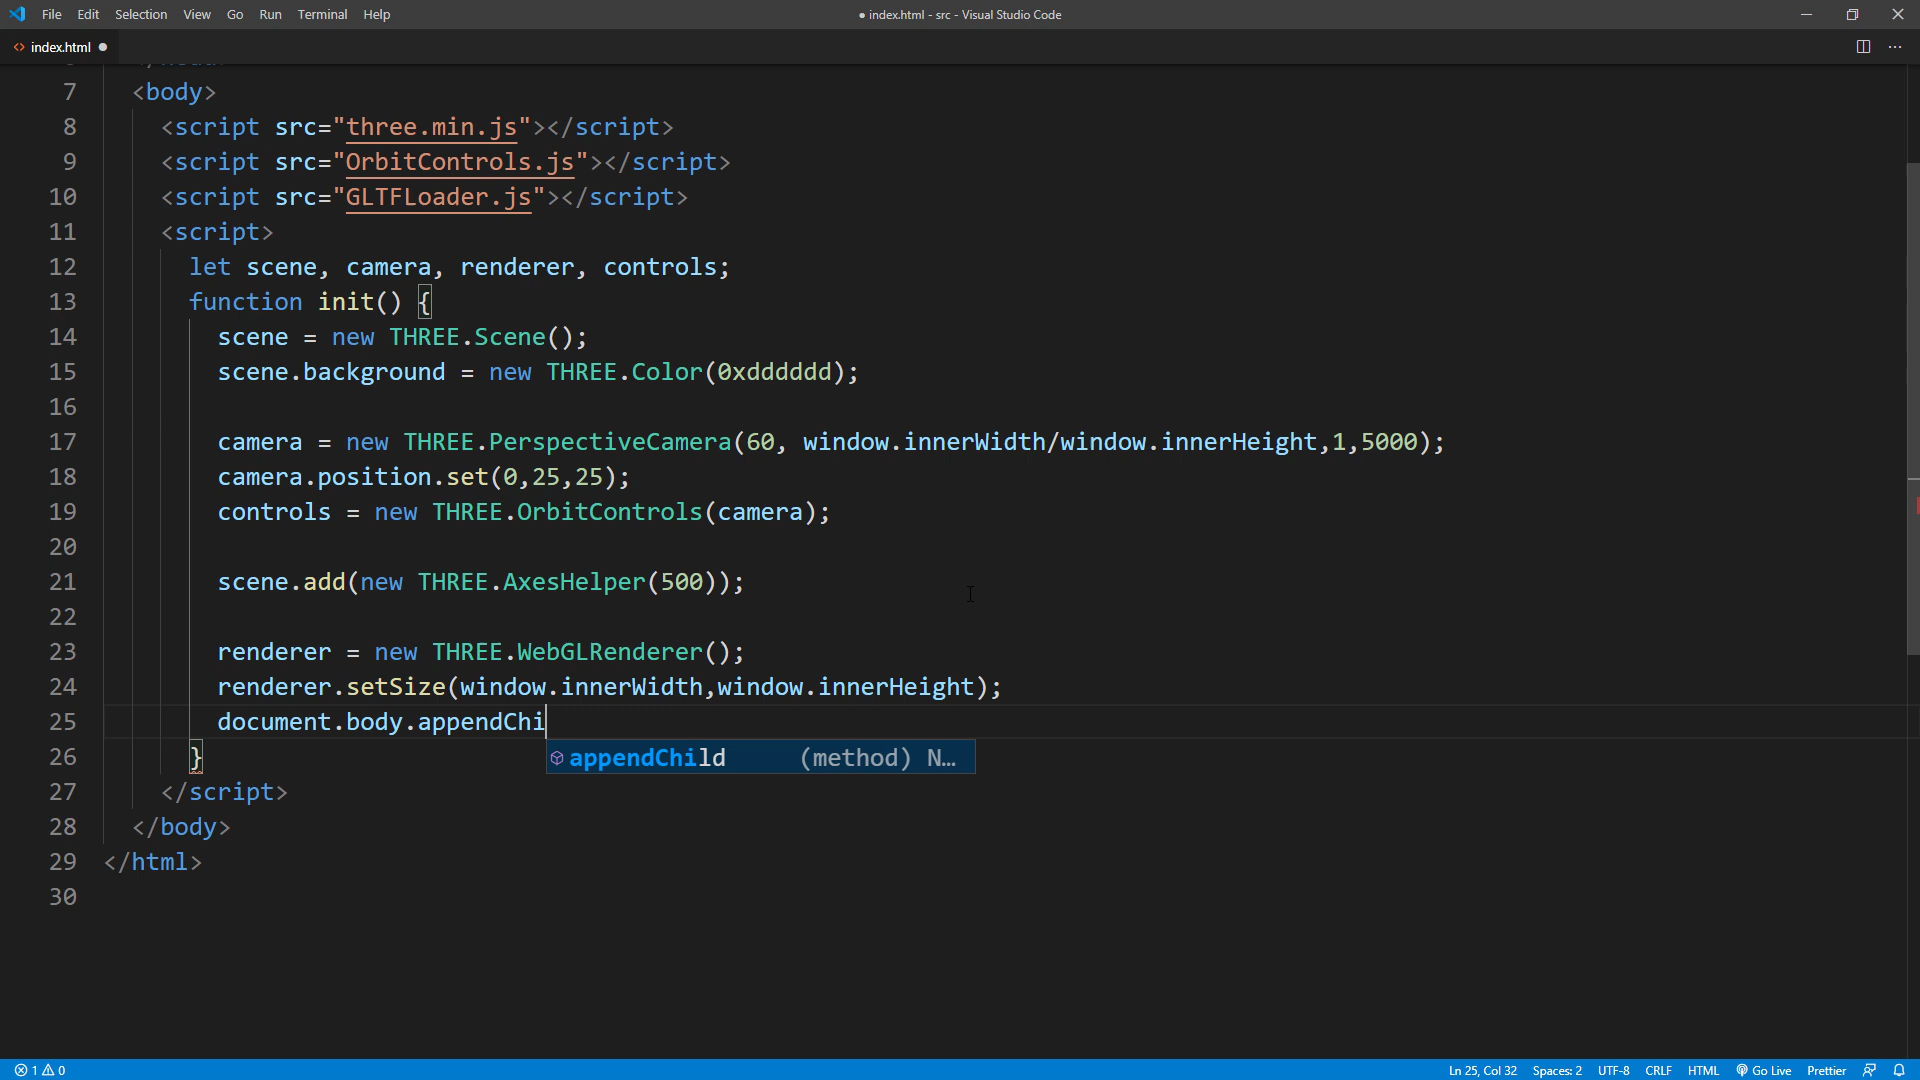 File Edit Selection View Go Run Terminal Help
● index.html - src - Visual Studio Code
<> index.html ●
7 <body>
8 <script src="three.min.js"></script>
9 <script src="OrbitControls.js"></script>
10 <script src="GLTFLoader.js"></script>
11 <script>
12 let scene, camera, renderer, controls;
13 function init() {
14 scene = new THREE.Scene();
15 scene.background = new THREE.Color(0xdddddd);
16
17 camera = new THREE.PerspectiveCamera(60, window.innerWidth/window.innerHeight,1,5000);
18 camera.position.set(0,25,25);
19 controls = new THREE.OrbitControls(camera);
20
21 scene.add(new THREE.AxesHelper(500));
22
23 renderer = new THREE.WebGLRenderer();
24 renderer.setSize(window.innerWidth,window.innerHeight);
25 document.body.appendChi
26 }
appendChild (method) N…
27 </script>
28 </body>
29 </html>
30
1 0 Ln 25, Col 32 Spaces: 2 UTF-8 CRLF HTML Go Live Prettier